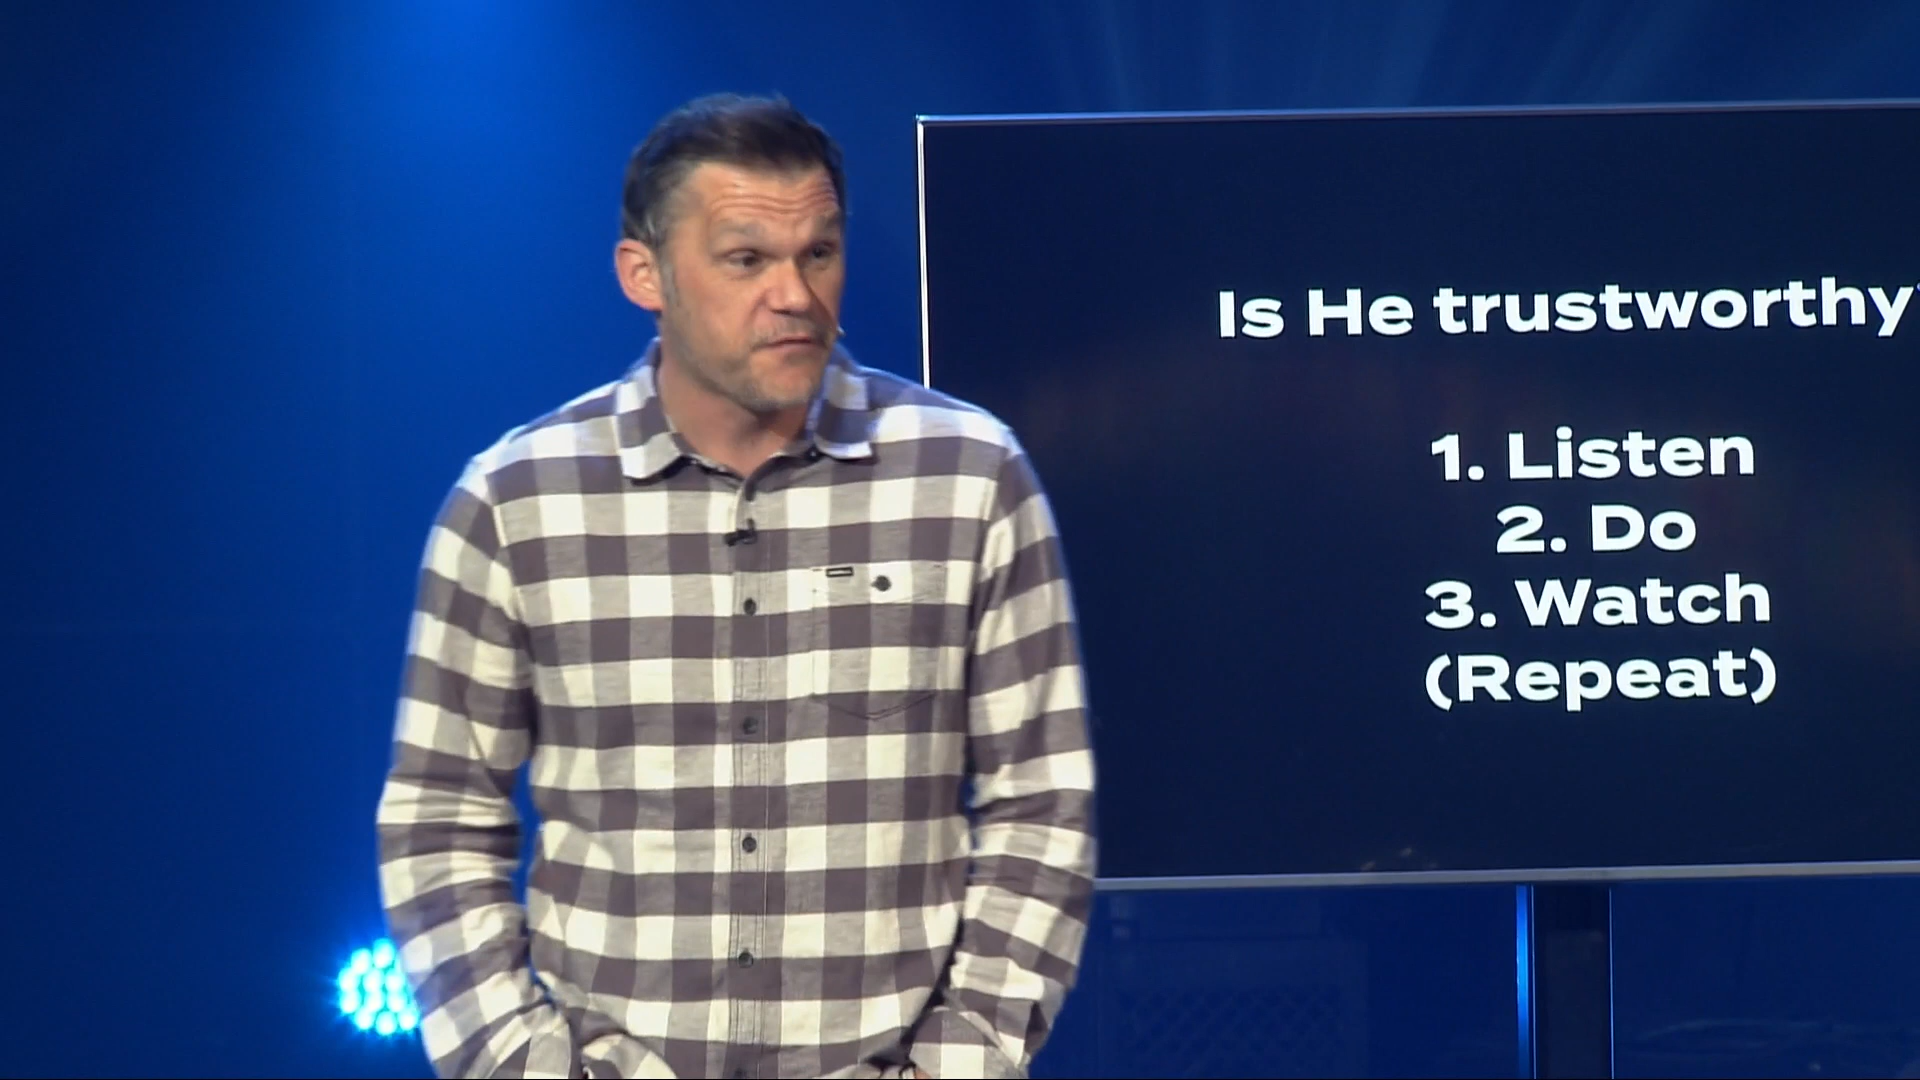 Is He trustworthy?
1. Listen
2. Do
3. Watch
(Repeat)